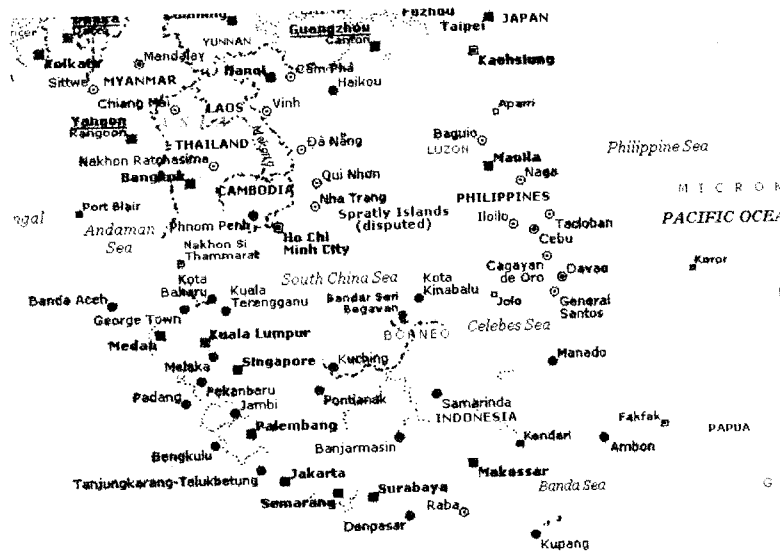 Fuzhou
JAPAN
Taipei
YUNNAN
Guangzhou
Canton
Kaohsiung
Kolkata
Mandalay
Hanoi
Cam Pha
Haikou
Sittwe
MYANMAR
Chiang Mai
LAOS
Vinh
Aparri
Yangon
Rangoon
THAILAND
Đà Nẵng
Baguio
LUZON
Philippine Sea
Nakhon Ratchasima
Manila
Naga
Bangkok
CAMBODIA
Qui Nhơn
Nha Trang
PHILIPPINES
MICRON
Port Blair
ngal
Andaman
Sea
Phnom Penh
Spratly Islands
(disputed)
Iloilo
Tacloban
PACIFIC OCEA
Ho Chi
Minh City
Cebu
Nakhon Si
Thammarat
Cagayan
de Oro
Davao
Koror
South China Sea
Kota
Baharu
Kuala
Terengganu
Kota
Kinabalu
Banda Aceh
Bandar Seri
Begawan
Jolo
General
Santos
George Town
BORNEO
Celebes Sea
Medan
Kuala Lumpur
Melaka
Singapore
Kuching
Manado
Pekanbaru
Padang
Jambi
Pontianak
Samarinda
INDONESIA
Fakfak
PAPUA
Palembang
Banjarmasin
Kendari
Ambon
Bengkulu
Tanjungkarang-Talukbetung
Jakarta
Makassar
Semarang
Surabaya
Banda Sea
G
Denpasar
Raba
Kupang